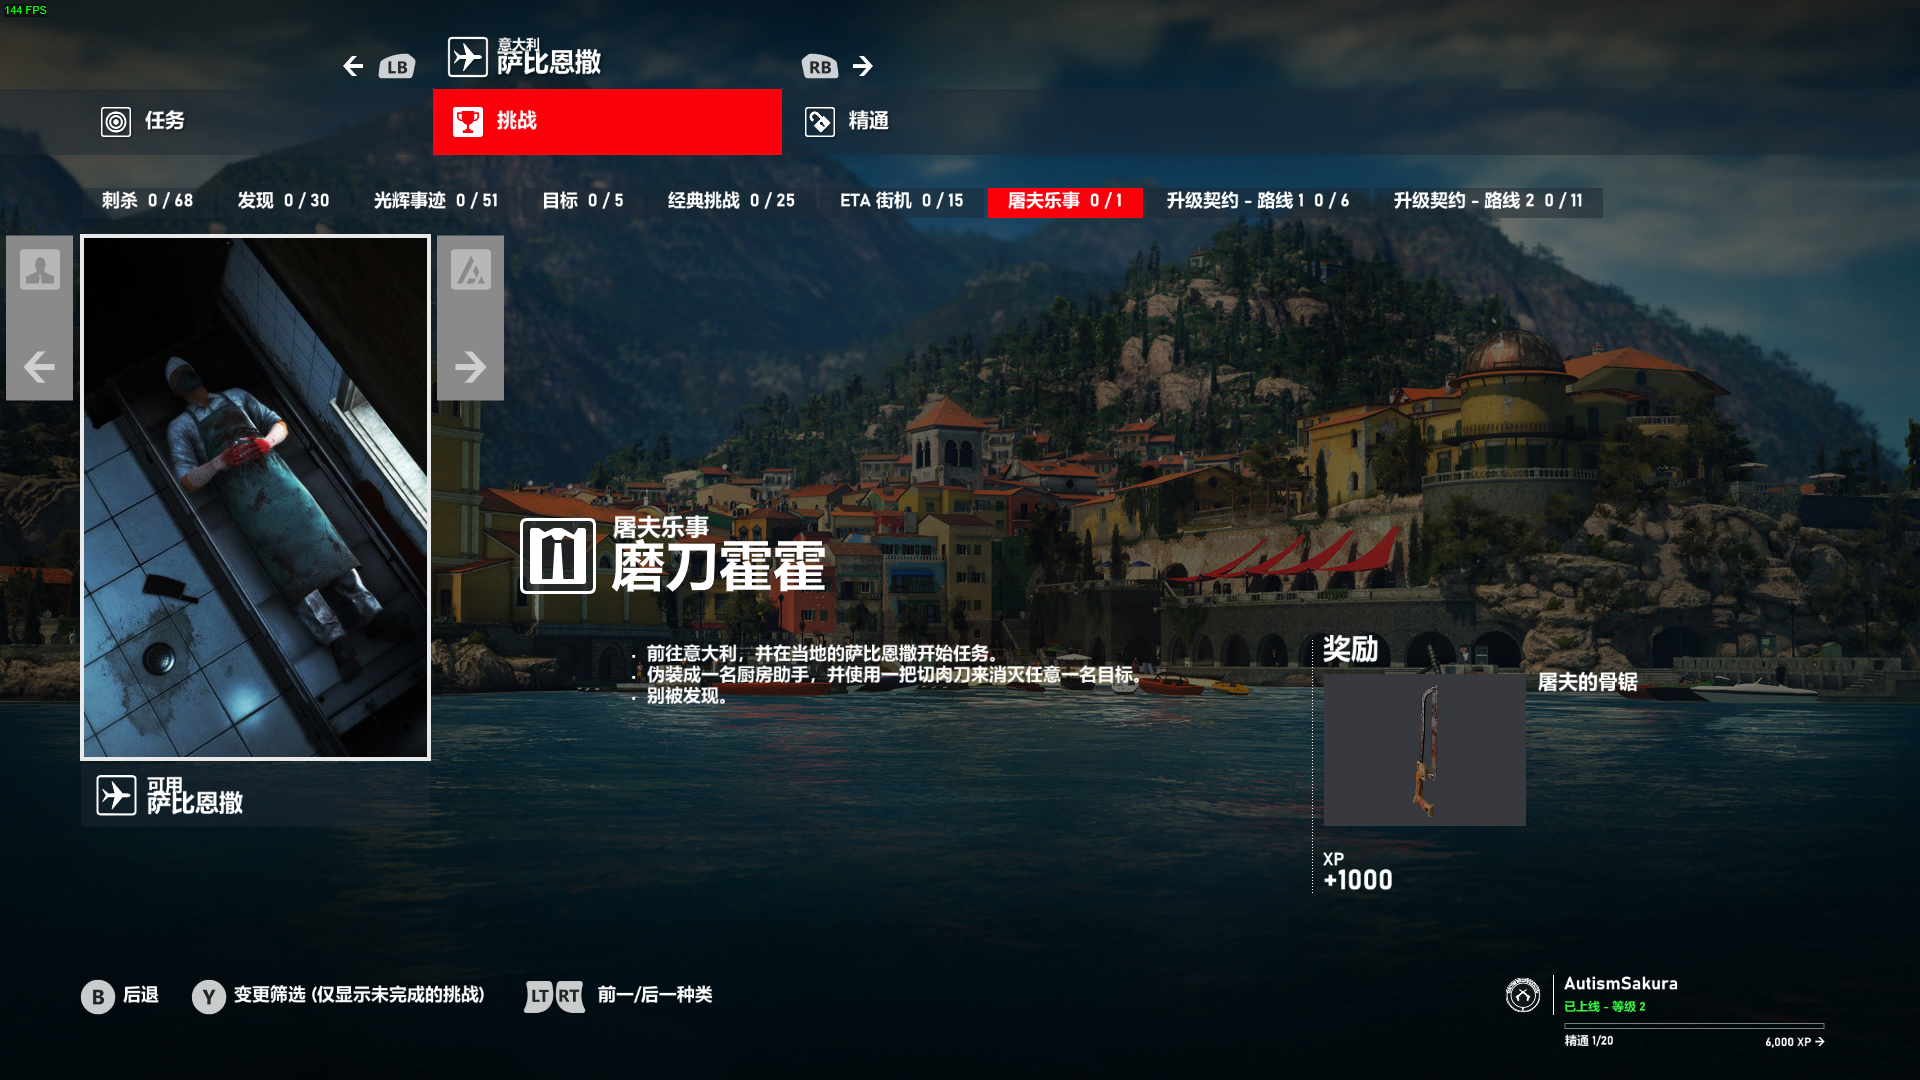 144 FPS
LB
意大利
萨比恩撒
RB
任务
挑战
精通
刺杀 0 / 68
发现 0 / 30
光辉事迹 0 / 51
目标 0 / 5
经典挑战 0 / 25
ETA 街机 0 / 15
屠夫乐事 0 / 1
升级契约 - 路线 1 0 / 6
升级契约 - 路线 2 0 / 11
屠夫乐事
磨刀霍霍
· 前往意大利，并在当地的萨比恩撒开始任务。
· 伪装成一名厨房助手，并使用一把切肉刀来消灭任意一名目标。
· 别被发现。
奖励
屠夫的骨锯
XP
+1000
可用
萨比恩撒
B 后退
Y 变更筛选 (仅显示未完成的挑战)
LT RT 前一/后一种类
AutismSakura
已上线 - 等级 2
精通 1/20
6,000 XP